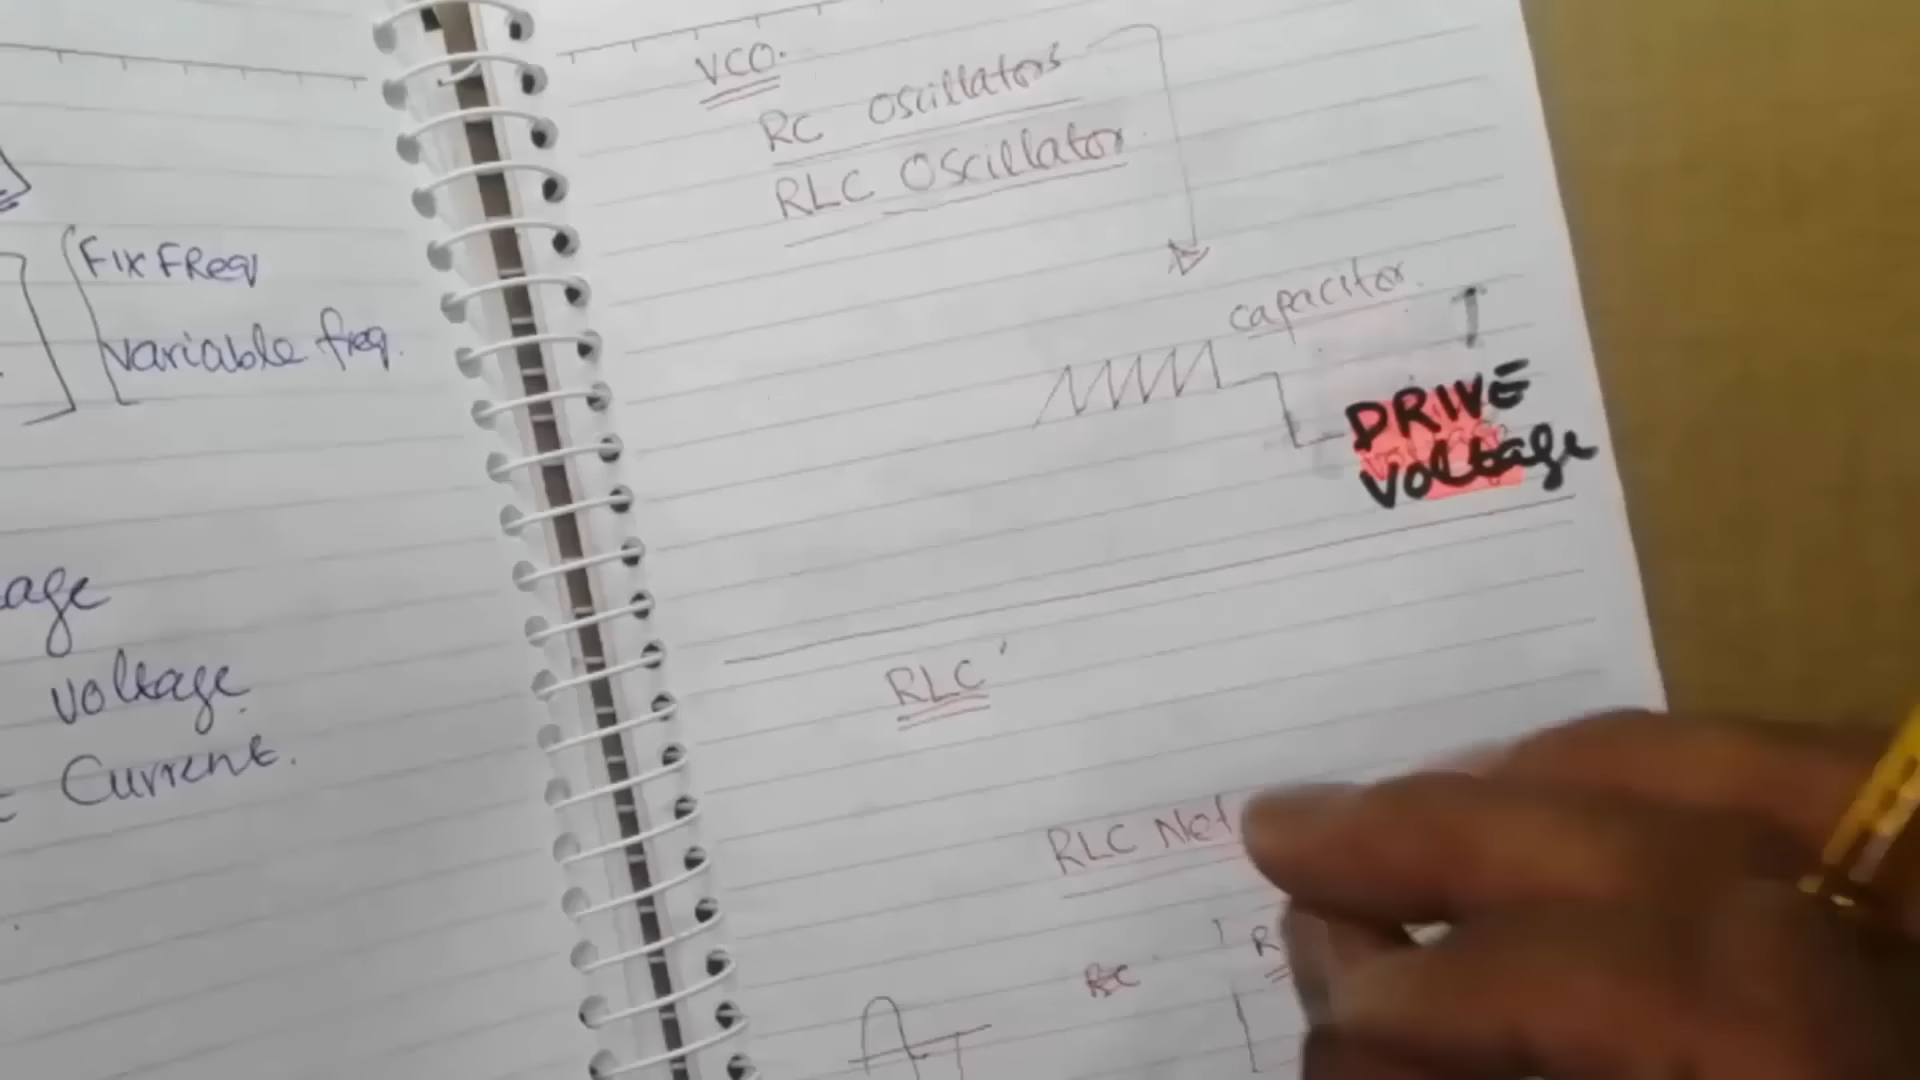 FIX FREQ
variable freq.
age
voltage
= Current.
VCO.
RC Oscillators
RLC Oscillator
capacitor.
DRIVE
voltage
RLC
RLC Net
RC
R